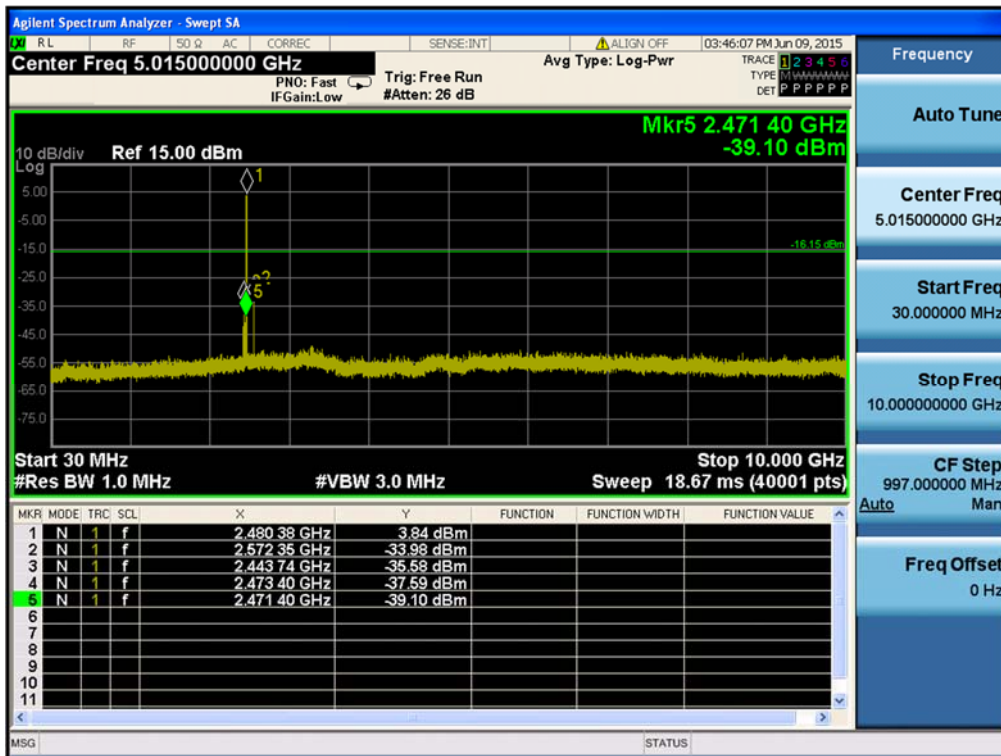 Agilent Spectrum Analyzer - Swept SA
LXI RL RF 50 Ω AC CORREC SENSE:INT ALIGN OFF 03:46:07 PM Jun 09, 2015
Center Freq 5.015000000 GHz
Avg Type: Log-Pwr
TRACE 1 2 3 4 5 6
PNO: Fast
IFGain:Low
Trig: Free Run
#Atten: 26 dB
TYPE M
DET P P P P P P
Mkr5 2.471 40 GHz
-39.10 dBm
10 dB/div
Log
Ref 15.00 dBm
1
5.00
-5.00
-15.0
-16.15 dBm
-25.0
5
-35.0
-45.0
-55.0
-65.0
-75.0
Start 30 MHz
Stop 10.000 GHz
#Res BW 1.0 MHz
#VBW 3.0 MHz
Sweep 18.67 ms (40001 pts)
MKR MODE TRC SCL X Y FUNCTION FUNCTION WIDTH FUNCTION VALUE
1 N 1 f 2.480 38 GHz 3.84 dBm
2 N 1 f 2.572 35 GHz -33.98 dBm
3 N 1 f 2.443 74 GHz -35.58 dBm
4 N 1 f 2.473 40 GHz -37.59 dBm
5 N 1 f 2.471 40 GHz -39.10 dBm
6
7
8
9
10
11
MSG
STATUS
Frequency
Auto Tune
Center Freq
5.015000000 GHz
Start Freq
30.000000 MHz
Stop Freq
10.000000000 GHz
CF Step
997.000000 MHz
Auto Man
Freq Offset
0 Hz